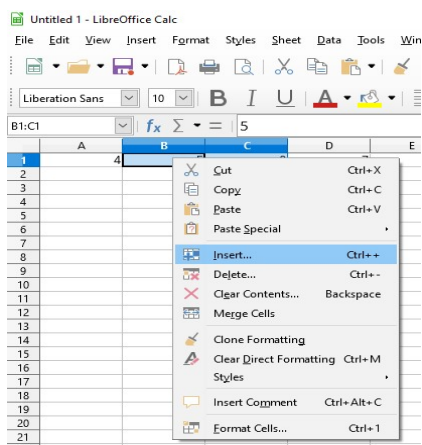 Untitled 1 - LibreOffice Calc
File Edit View Insert Format Styles Sheet Data Tools Win
Liberation Sans 10 B I U A
B1:C1 fx Σ = 5
A B C D E
1 4
2 Cut Ctrl+X
3 Copy Ctrl+C
4
5 Paste Ctrl+V
6 Paste Special
7
8 Insert... Ctrl++
9 Delete... Ctrl+-
10
11 Clear Contents... Backspace
12 Merge Cells
13
14 Clone Formatting
15 Clear Direct Formatting Ctrl+M
16
17 Styles
18 Insert Comment Ctrl+Alt+C
19
20 Format Cells... Ctrl+1
21